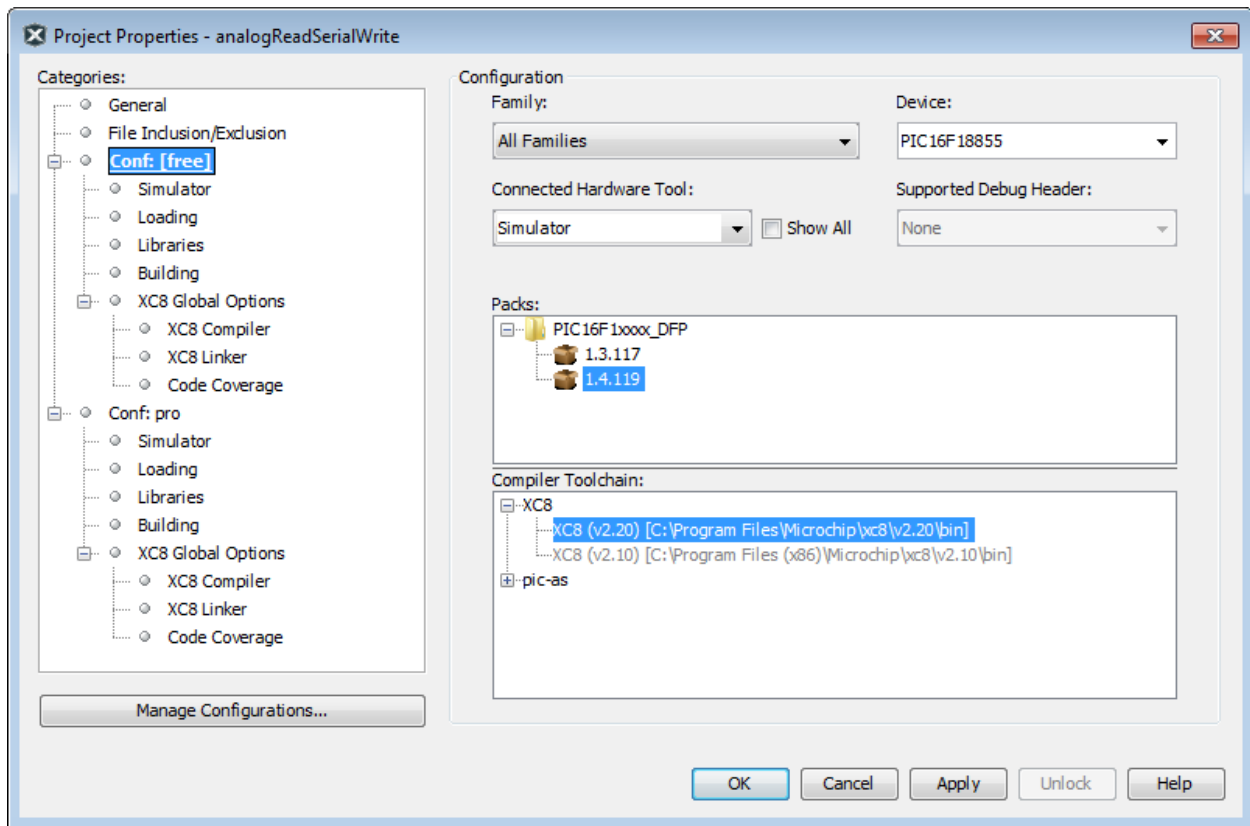 Project Properties - analogReadSerialWrite
Categories:
General
File Inclusion/Exclusion
Conf: [free]
Simulator
Loading
Libraries
Building
XC8 Global Options
XC8 Compiler
XC8 Linker
Code Coverage
Conf: pro
Simulator
Loading
Libraries
Building
XC8 Global Options
XC8 Compiler
XC8 Linker
Code Coverage
Manage Configurations...
Configuration
Family:
Device:
All Families
PIC16F18855
Connected Hardware Tool:
Supported Debug Header:
Simulator
Show All
None
Packs:
PIC16F1xxxx_DFP
1.3.117
1.4.119
Compiler Toolchain:
XC8
XC8 (v2.20) [C:\Program Files\Microchip\xc8\v2.20\bin]
XC8 (v2.10) [C:\Program Files (x86)\Microchip\xc8\v2.10\bin]
pic-as
OK
Cancel
Apply
Unlock
Help